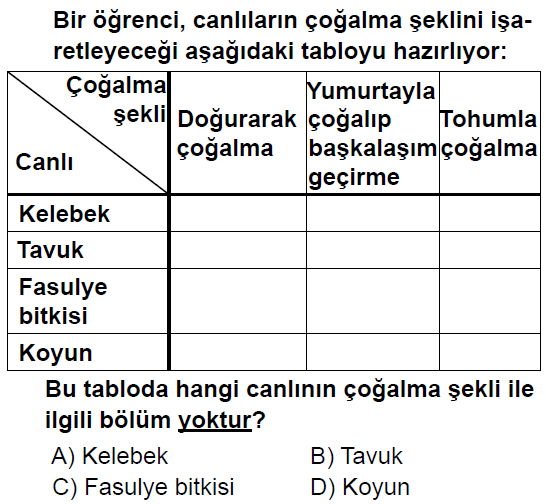 Bir öğrenci, canlıların çoğalma şeklini işa-
retleyeceği aşağıdaki tabloyu hazırlıyor:
Çoğalma
şekli
Canlı
Doğurarak
çoğalma
Yumurtayla
çoğalıp
başkalaşım
geçirme
Tohumla
çoğalma
Kelebek
Tavuk
Fasulye
bitkisi
Koyun
Bu tabloda hangi canlının çoğalma şekli ile
ilgili bölüm yoktur?
A) Kelebek B) Tavuk
C) Fasulye bitkisi D) Koyun